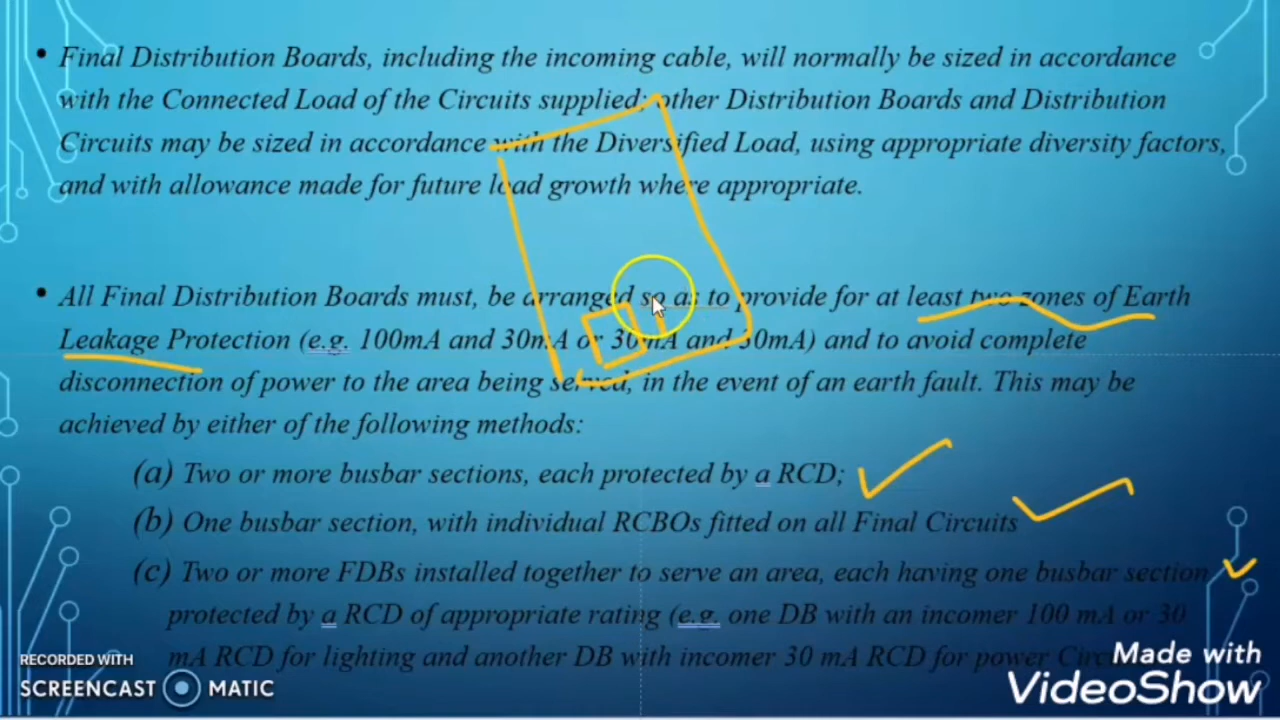 • Final Distribution Boards, including the incoming cable, will normally be sized in accordance
with the Connected Load of the Circuits supplied; other Distribution Boards and Distribution
Circuits may be sized in accordance with the Diversified Load, using appropriate diversity factors,
and with allowance made for future load growth where appropriate.
• All Final Distribution Boards must, be arranged so as to provide for at least two zones of Earth
Leakage Protection (e.g. 100mA and 30mA or 30mA and 30mA) and to avoid complete
disconnection of power to the area being served, in the event of an earth fault. This may be
achieved by either of the following methods:
(a) Two or more busbar sections, each protected by a RCD;
(b) One busbar section, with individual RCBOs fitted on all Final Circuits
(c) Two or more FDBs installed together to serve an area, each having one busbar section
protected by a RCD of appropriate rating (e.g. one DB with an incomer 100 mA or 30
mA RCD for lighting and another DB with incomer 30 mA RCD for power
RECORDED WITH
SCREENCAST MATIC
Made with
VideoShow